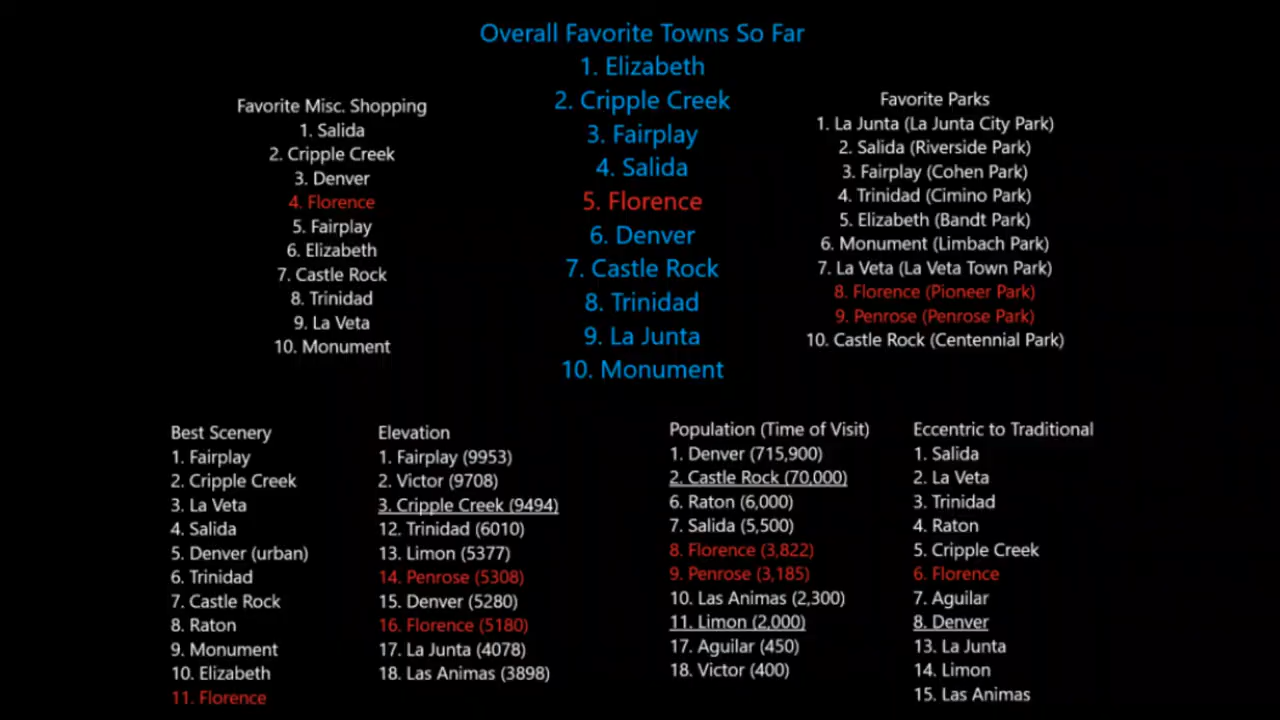 Overall Favorite Towns So Far
1. Elizabeth
2. Cripple Creek
3. Fairplay
4. Salida
5. Florence
6. Denver
7. Castle Rock
8. Trinidad
9. La Junta
10. Monument
Favorite Misc. Shopping
1. Salida
2. Cripple Creek
3. Denver
4. Florence
5. Fairplay
6. Elizabeth
7. Castle Rock
8. Trinidad
9. La Veta
10. Monument
Favorite Parks
1. La Junta (La Junta City Park)
2. Salida (Riverside Park)
3. Fairplay (Cohen Park)
4. Trinidad (Cimino Park)
5. Elizabeth (Bandt Park)
6. Monument (Limbach Park)
7. La Veta (La Veta Town Park)
8. Florence (Pioneer Park)
9. Penrose (Penrose Park)
10. Castle Rock (Centennial Park)
Best Scenery
1. Fairplay
2. Cripple Creek
3. La Veta
4. Salida
5. Denver (urban)
6. Trinidad
7. Castle Rock
8. Raton
9. Monument
10. Elizabeth
11. Florence
Elevation
1. Fairplay (9953)
2. Victor (9708)
3. Cripple Creek (9494)
12. Trinidad (6010)
13. Limon (5377)
14. Penrose (5308)
15. Denver (5280)
16. Florence (5180)
17. La Junta (4078)
18. Las Animas (3898)
Population (Time of Visit)
1. Denver (715,900)
2. Castle Rock (70,000)
6. Raton (6,000)
7. Salida (5,500)
8. Florence (3,822)
9. Penrose (3,185)
10. Las Animas (2,300)
11. Limon (2,000)
17. Aguilar (450)
18. Victor (400)
Eccentric to Traditional
1. Salida
2. La Veta
3. Trinidad
4. Raton
5. Cripple Creek
6. Florence
7. Aguilar
8. Denver
13. La Junta
14. Limon
15. Las Animas